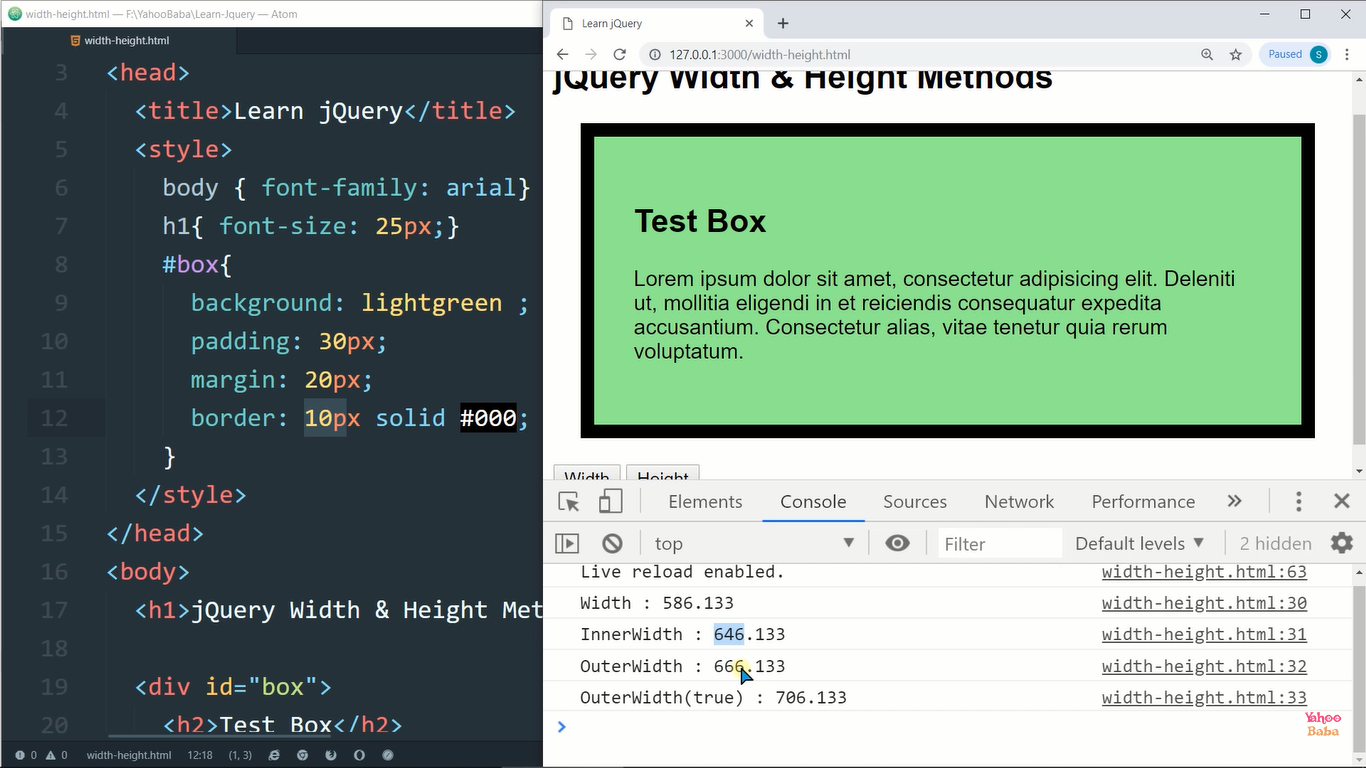 width-height.html — F:\YahooBaba\Learn-Jquery — Atom
width-height.html
3 <head>
4 <title>Learn jQuery</title>
5 <style>
6 body { font-family: arial}
7 h1{ font-size: 25px;}
8 #box{
9 background: lightgreen ;
10 padding: 30px;
11 margin: 20px;
12 border: 10px solid #000;
13 }
14 </style>
15 </head>
16 <body>
17 <h1>jQuery Width & Height Met
18
19 <div id="box">
20 <h2>Test Box</h2>
0 0 width-height.html 12:18 (1, 3)
Learn jQuery
127.0.0.1:3000/width-height.html
Paused S
jQuery Width & Height Methods
Test Box
Lorem ipsum dolor sit amet, consectetur adipisicing elit. Deleniti
ut, mollitia eligendi in et reiciendis consequatur expedita
accusantium. Consectetur alias, vitae tenetur quia rerum
voluptatum.
Width Height
Elements Console Sources Network Performance »
top Filter Default levels 2 hidden
Live reload enabled. width-height.html:63
Width : 586.133 width-height.html:30
InnerWidth : 646.133 width-height.html:31
OuterWidth : 666.133 width-height.html:32
OuterWidth(true) : 706.133 width-height.html:33
Yahoo
Baba